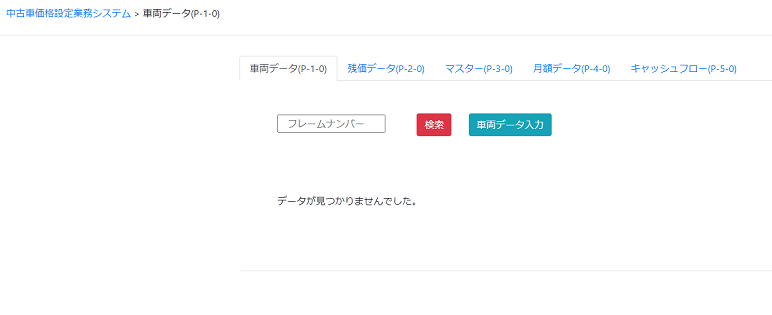 中古車価格設定業務システム > 車両データ(P-1-0)
車両データ(P-1-0) 残価データ(P-2-0) マスター(P-3-0) 月額データ(P-4-0) キャッシュフロー(P-5-0)
フレームナンバー 検索 車両データ入力
データが見つかりませんでした。